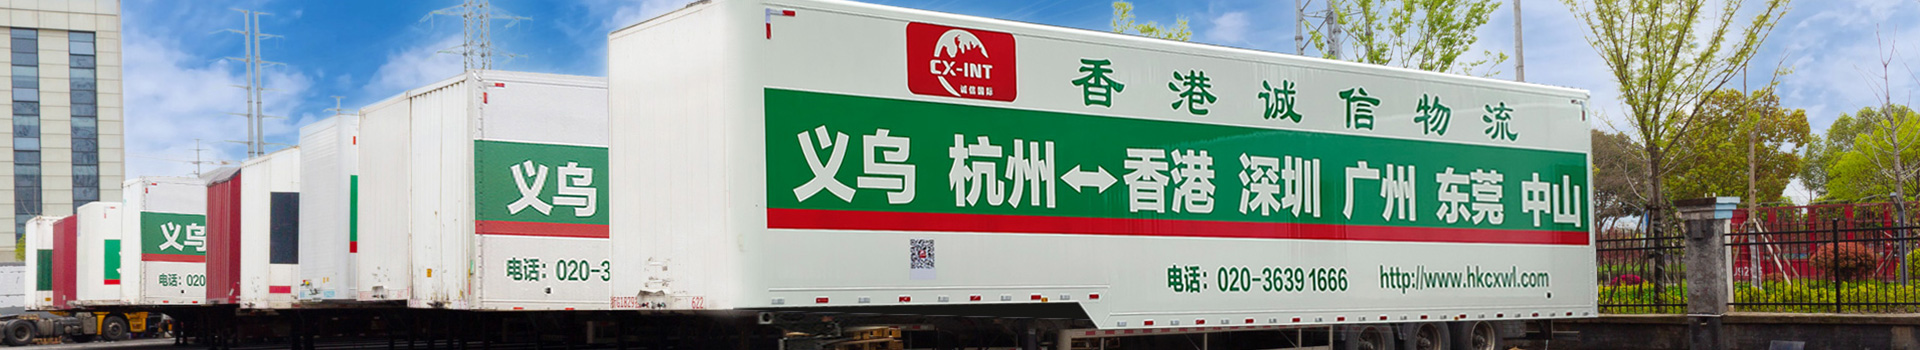 CX-INT
诚信国际
香港诚信物流
义乌 杭州↔香港 深圳 广州 东莞 中山
电话：020-3639 1666
http://www.hkcxwl.com
622
义乌
电话：020-3
义乌
电话：020